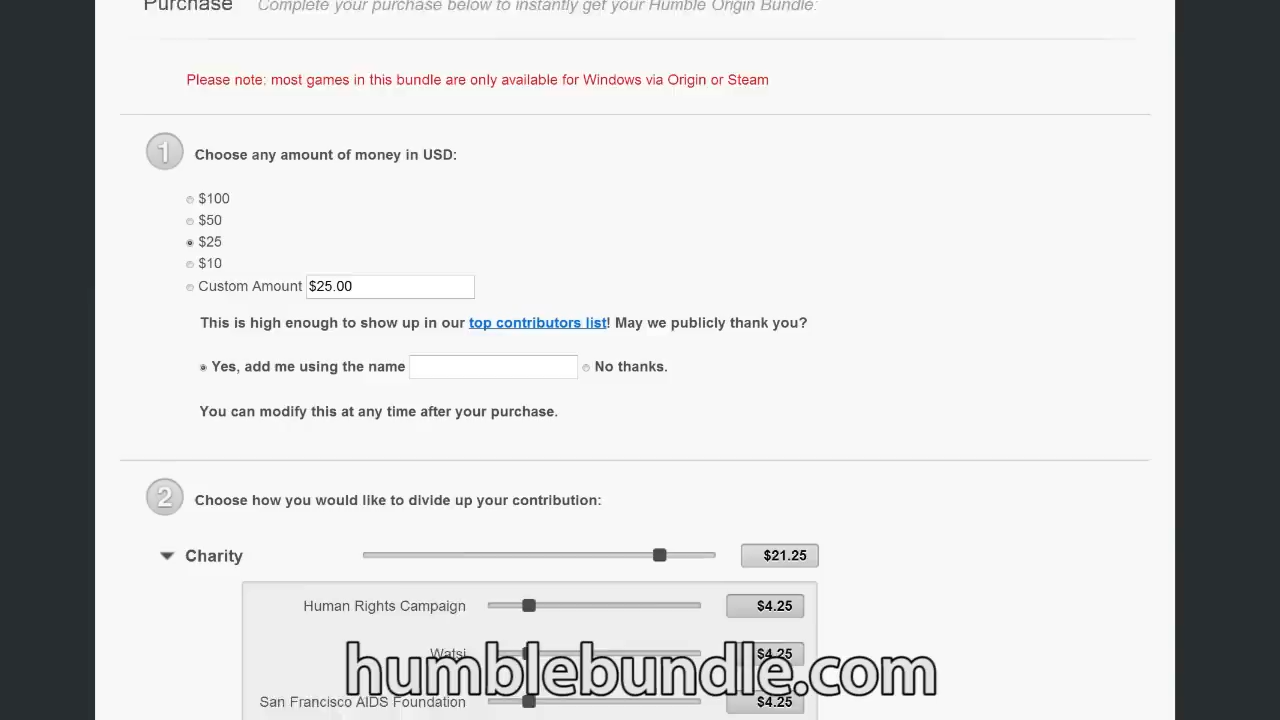 Purchase Complete your purchase below to instantly get your Humble Origin Bundle:
Please note: most games in this bundle are only available for Windows via Origin or Steam
1 Choose any amount of money in USD:
$100
$50
$25
$10
Custom Amount $25.00
This is high enough to show up in our top contributors list! May we publicly thank you?
Yes, add me using the name No thanks.
You can modify this at any time after your purchase.
2 Choose how you would like to divide up your contribution:
Charity $21.25
Human Rights Campaign $4.25
Watsi $4.25
humblebundle.com
San Francisco AIDS Foundation $4.25